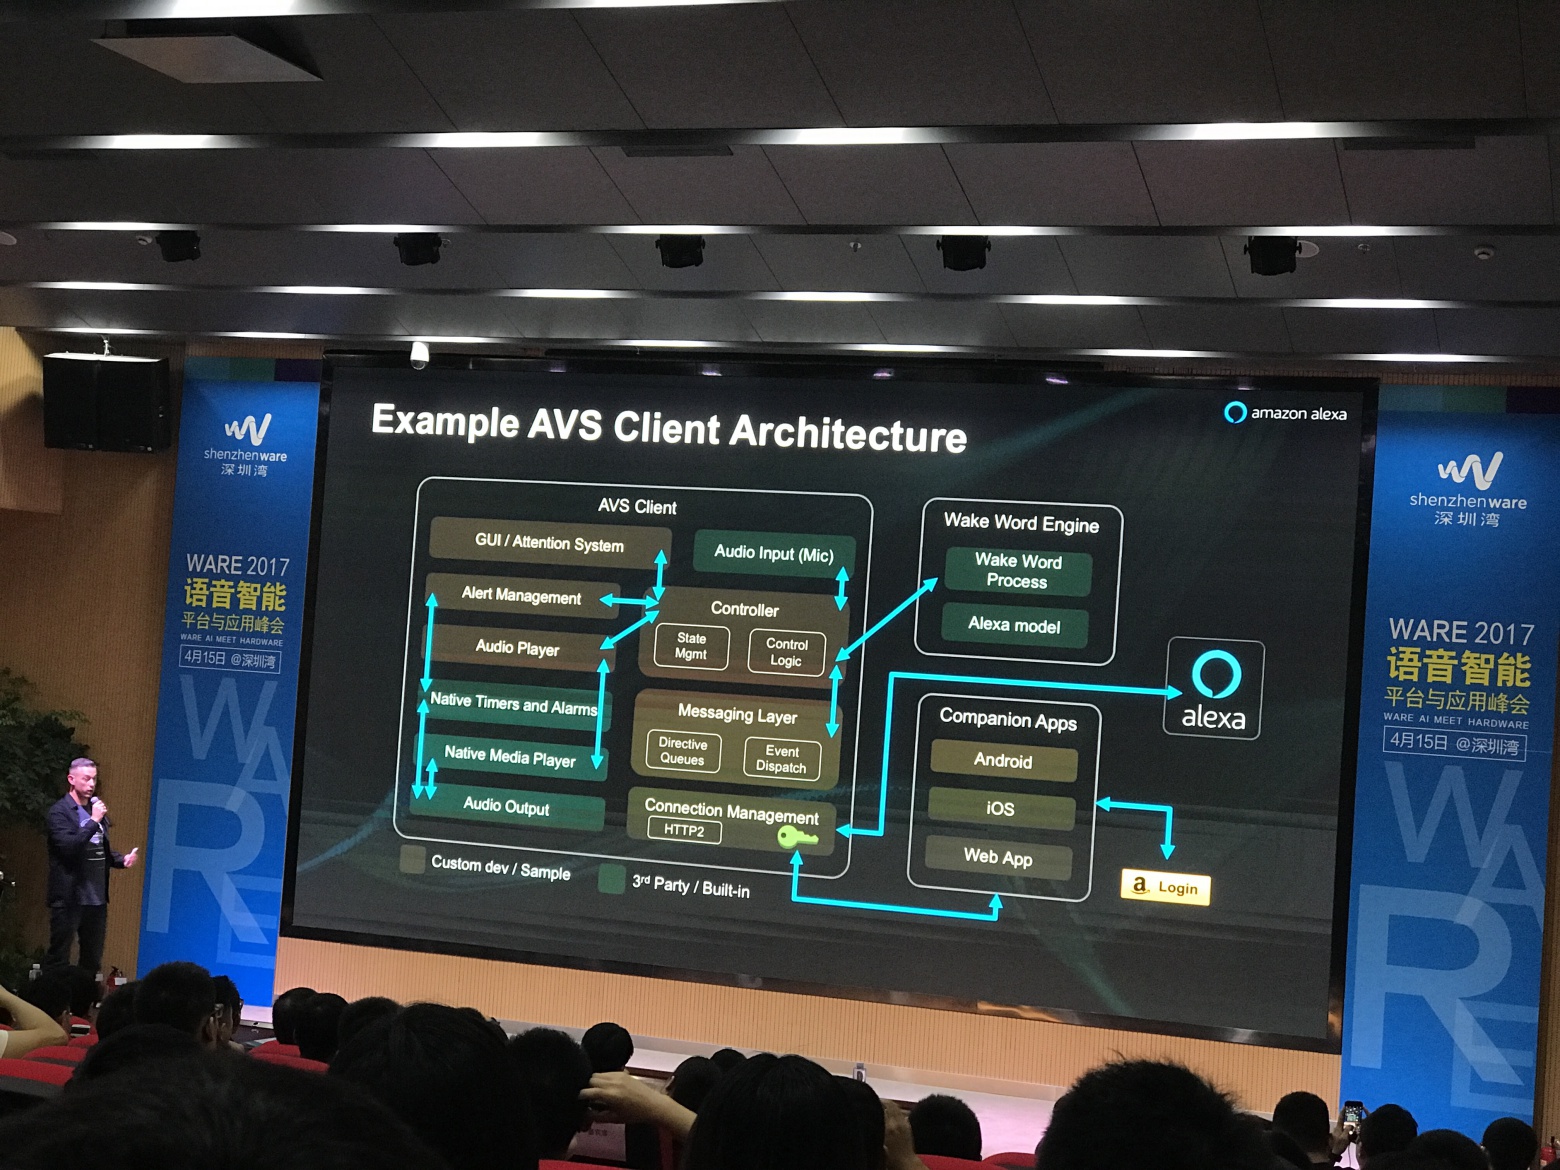 Example AVS Client Architecture
amazon alexa
AVS Client
GUI / Attention System
Audio Input (Mic)
Alert Management
Audio Player
Controller
State
Mgmt
Control
Logic
Native Timers and Alarms
Native Media Player
Audio Output
Messaging Layer
Directive
Queues
Event
Dispatch
Connection Management
HTTP2
Custom dev / Sample
3rd Party / Built-in
Wake Word Engine
Wake Word
Process
Alexa model
Companion Apps
Android
iOS
Web App
alexa
a Login
shenzhenware
深圳湾
WARE 2017
语音智能
平台与应用峰会
WARE AI MEET HARDWARE
4月15日 @深圳湾
WARE
shenzhenware
深圳湾
WARE 2017
语音智能
平台与应用峰会
WARE AI MEET HARDWARE
4月15日 @深圳湾
WARE